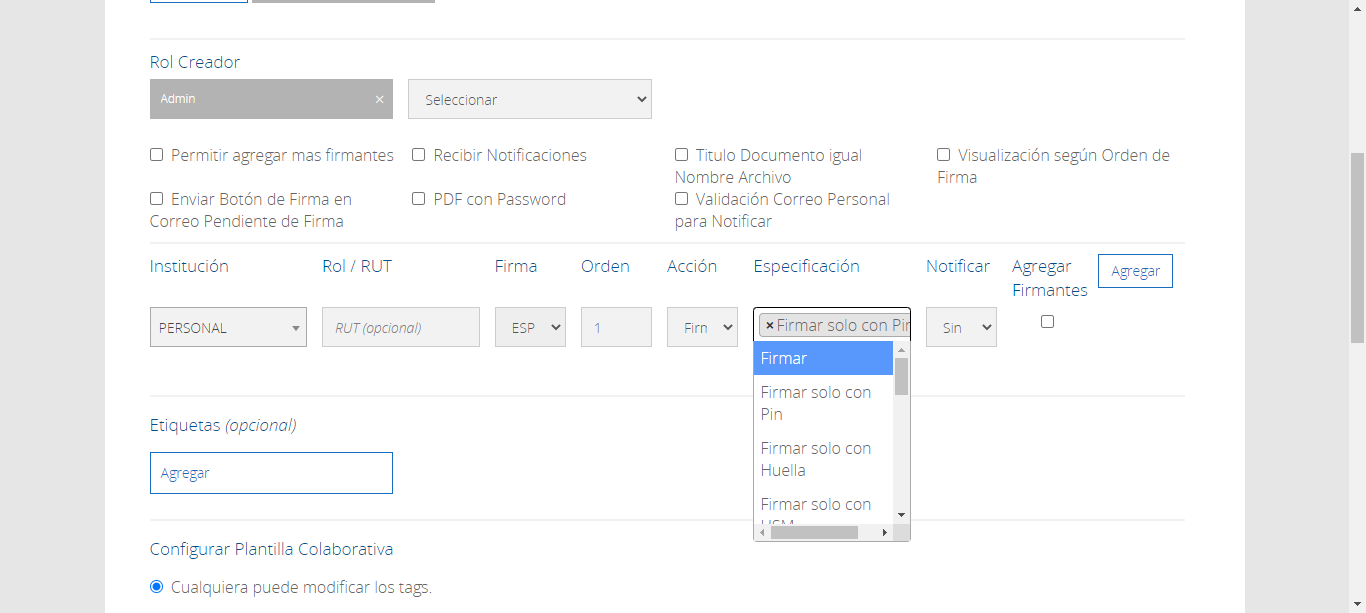 Rol Creador
Admin ×
Seleccionar
Permitir agregar mas firmantes
Recibir Notificaciones
Titulo Documento igual
Nombre Archivo
Visualización según Orden de
Firma
Enviar Botón de Firma en
Correo Pendiente de Firma
PDF con Password
Validación Correo Personal
para Notificar
Institución
Rol / RUT
Firma
Orden
Acción
Especificación
Notificar
Agregar
Firmantes
Agregar
PERSONAL
RUT (opcional)
ESP
1
Firn
× Firmar solo con Pin
Sin
Firmar
Firmar solo con
Pin
Firmar solo con
Huella
Firmar solo con
HSM
Etiquetas (opcional)
Agregar
Configurar Plantilla Colaborativa
Cualquiera puede modificar los tags.